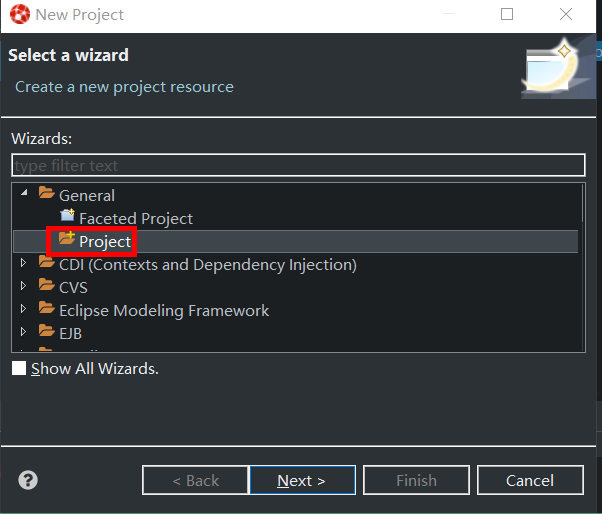 New Project
Select a wizard
Create a new project resource
Wizards:
type filter text
General
Faceted Project
Project
CDI (Contexts and Dependency Injection)
CVS
Eclipse Modeling Framework
EJB
Show All Wizards.
?
< Back
Next >
Finish
Cancel